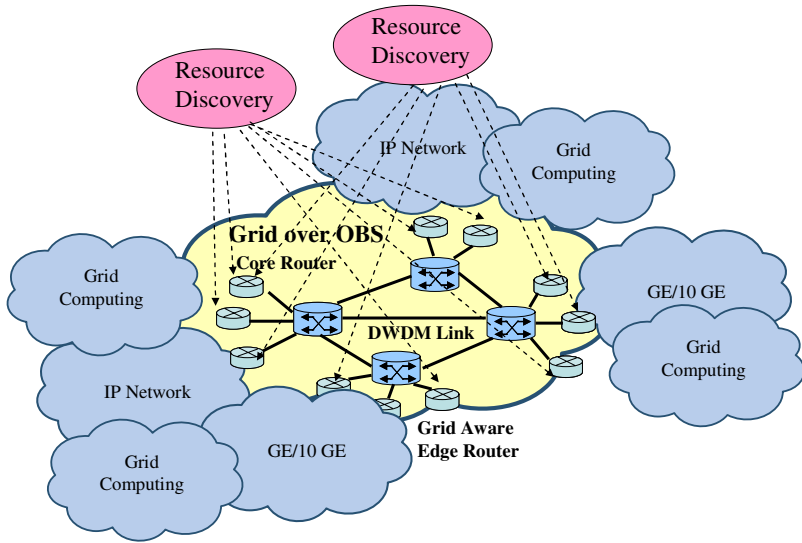 Resource
Discovery
Resource
Discovery
IP Network
Grid
Computing
Grid over OBS
Core Router
Grid
Computing
GE/10 GE
DWDM Link
Grid
Computing
IP Network
Grid Aware
Edge Router
GE/10 GE
Grid
Computing